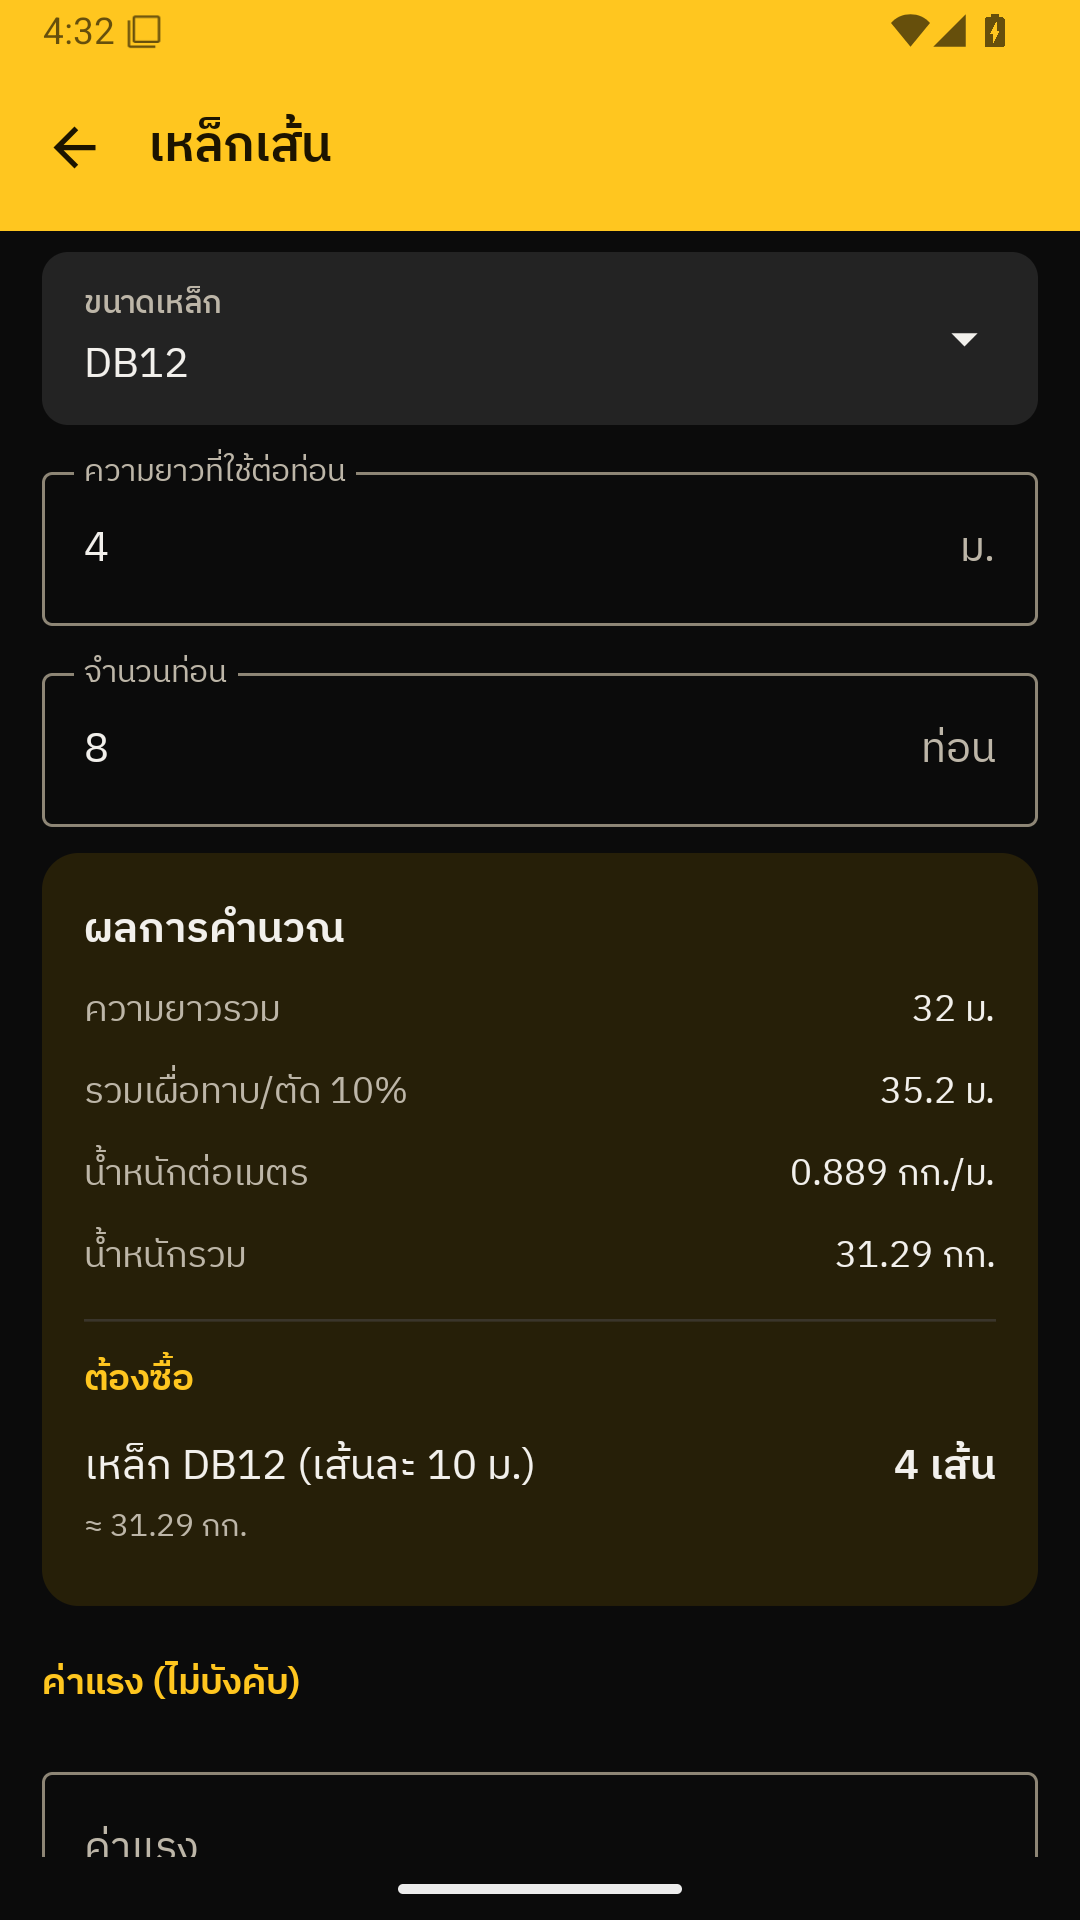 4:32
เหล็กเส้น
ขนาดเหล็ก
DB12
ความยาวที่ใช้ต่อท่อน
4 ม.
จำนวนท่อน
8 ท่อน
ผลการคำนวณ
ความยาวรวม 32 ม.
รวมเผื่อทาบ/ตัด 10% 35.2 ม.
น้ำหนักต่อเมตร 0.889 กก./ม.
น้ำหนักรวม 31.29 กก.
ต้องซื้อ
เหล็ก DB12 (เส้นละ 10 ม.) 4 เส้น
≈ 31.29 กก.
ค่าแรง (ไม่บังคับ)
ค่าแรง